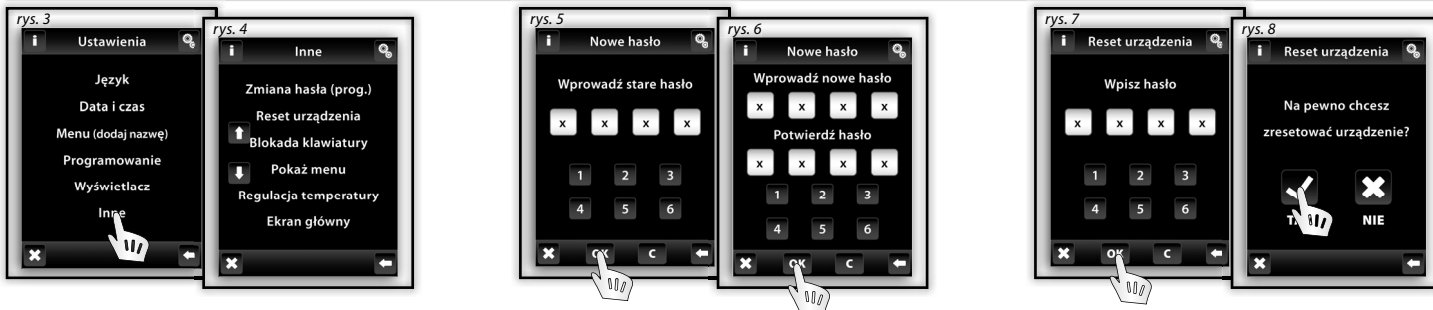 rys. 3
i Ustawienia
Język
Data i czas
Menu (dodaj nazwę)
Programowanie
Wyświetlacz
Inne
rys. 4
i Inne
Zmiana hasła (prog.)
Reset urządzenia
Blokada klawiatury
Pokaż menu
Regulacja temperatury
Ekran główny
rys. 5
i Nowe hasło
Wprowadź stare hasło
x x x x
1 2 3
4 5 6
OK C
rys. 6
i Nowe hasło
Wprowadź nowe hasło
x x x x
Potwierdź hasło
x x x x
1 2 3
4 5 6
OK C
rys. 7
i Reset urządzenia
Wpisz hasło
x x x x
1 2 3
4 5 6
OK C
rys. 8
i Reset urządzenia
Na pewno chcesz
zresetować urządzenie?
NIE